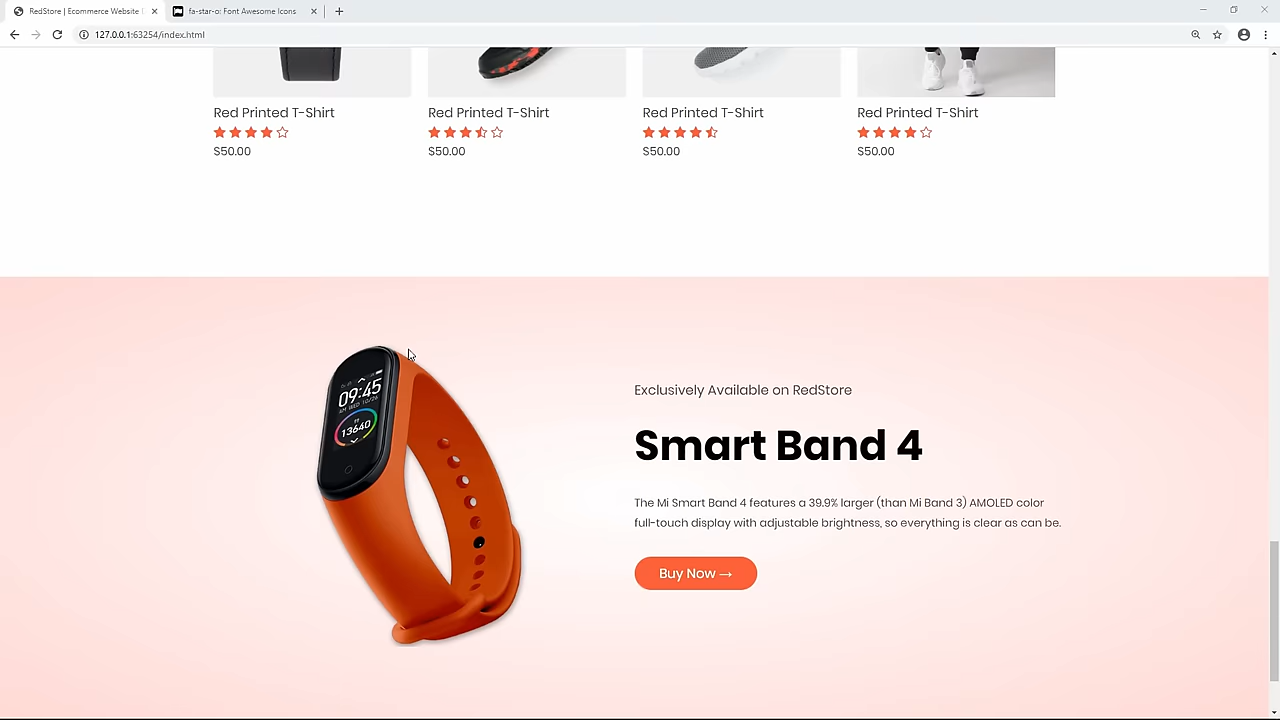 RedStore | Ecommerce Website
fa-star-o: Font Awesome Icons
127.0.0.1:63254/index.html
Red Printed T-Shirt
$50.00
Red Printed T-Shirt
$50.00
Red Printed T-Shirt
$50.00
Red Printed T-Shirt
$50.00
09:45
13640
Exclusively Available on RedStore
Smart Band 4
The Mi Smart Band 4 features a 39.9% larger (than Mi Band 3) AMOLED color
full-touch display with adjustable brightness, so everything is clear as can be.
Buy Now →